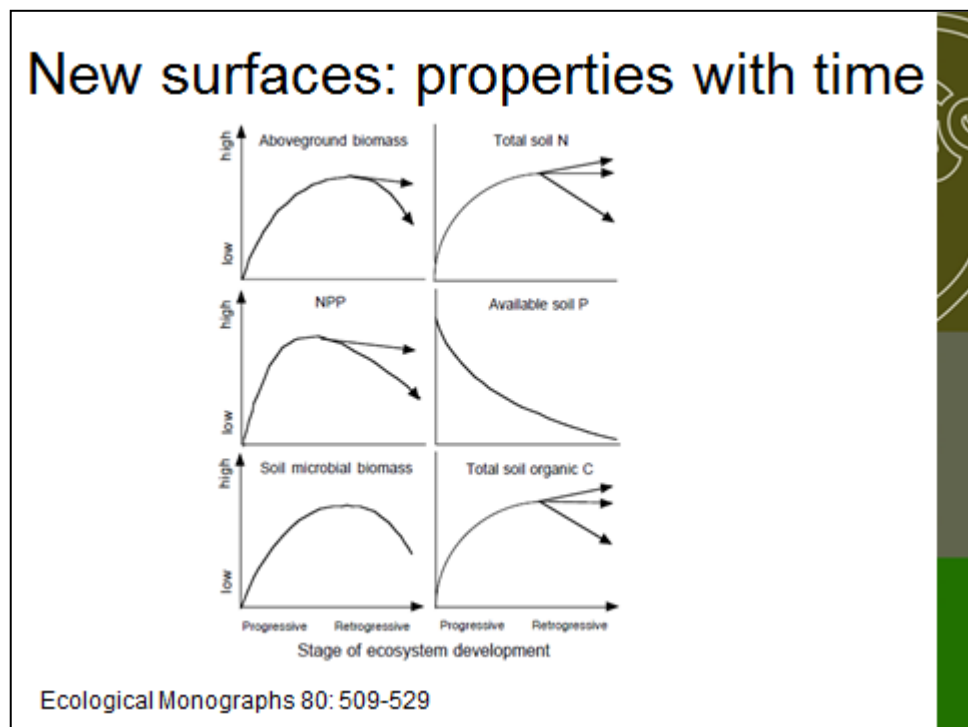 New surfaces: properties with time
high
Aboveground biomass
low
Total soil N
high
NPP
low
Available soil P
high
Soil microbial biomass
low
Total soil organic C
Progressive Retrogressive
Progressive Retrogressive
Stage of ecosystem development
Ecological Monographs 80: 509-529